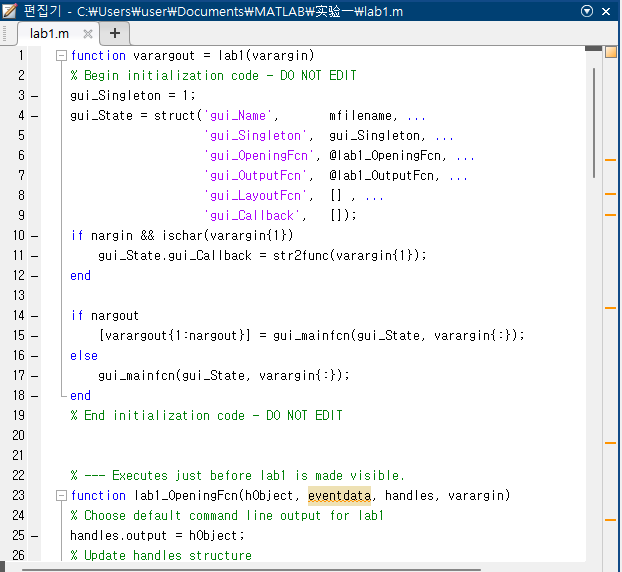 편집기 - C:₩Users₩user₩Documents₩MATLAB₩实验一₩lab1.m
lab1.m × +
1 function varargout = lab1(varargin)
2 % Begin initialization code - DO NOT EDIT
3 - gui_Singleton = 1;
4 - gui_State = struct('gui_Name', mfilename, ...
5 'gui_Singleton', gui_Singleton, ...
6 'gui_OpeningFcn', @lab1_OpeningFcn, ...
7 'gui_OutputFcn', @lab1_OutputFcn, ...
8 'gui_LayoutFcn', [] , ...
9 'gui_Callback', []);
10 - if nargin && ischar(varargin{1})
11 - gui_State.gui_Callback = str2func(varargin{1});
12 - end
13
14 - if nargout
15 - [varargout{1:nargout}] = gui_mainfcn(gui_State, varargin{:});
16 - else
17 - gui_mainfcn(gui_State, varargin{:});
18 - end
19 % End initialization code - DO NOT EDIT
20
21
22 % --- Executes just before lab1 is made visible.
23 function lab1_OpeningFcn(hObject, eventdata, handles, varargin)
24 % Choose default command line output for lab1
25 - handles.output = hObject;
26 % Update handles structure